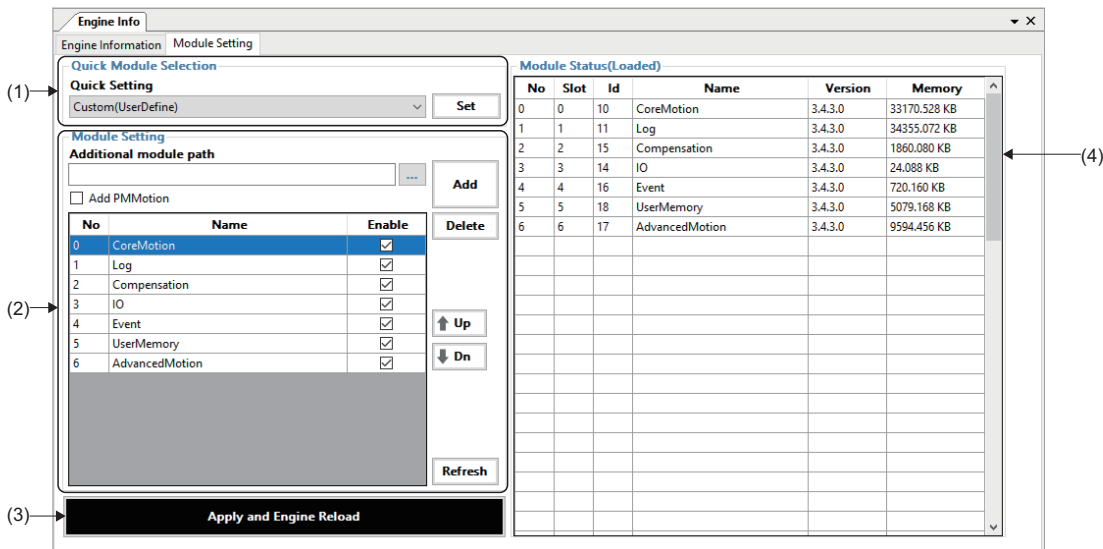 Engine Info
Engine Information Module Setting
(1)
Quick Module Selection
Quick Setting
Custom(UserDefine) Set
(2)
Module Setting
Additional module path
... Add
Add PMMotion
No Name Enable Delete
0 CoreMotion
1 Log
2 Compensation
3 IO
4 Event
5 UserMemory
6 AdvancedMotion
Up
Dn
Refresh
(3)
Apply and Engine Reload
Module Status(Loaded)
No Slot Id Name Version Memory
0 0 10 CoreMotion 3.4.3.0 33170.528 KB
1 1 11 Log 3.4.3.0 34355.072 KB
2 2 15 Compensation 3.4.3.0 1860.080 KB
3 3 14 IO 3.4.3.0 24.088 KB
4 4 16 Event 3.4.3.0 720.160 KB
5 5 18 UserMemory 3.4.3.0 5079.168 KB
6 6 17 AdvancedMotion 3.4.3.0 9594.456 KB
(4)